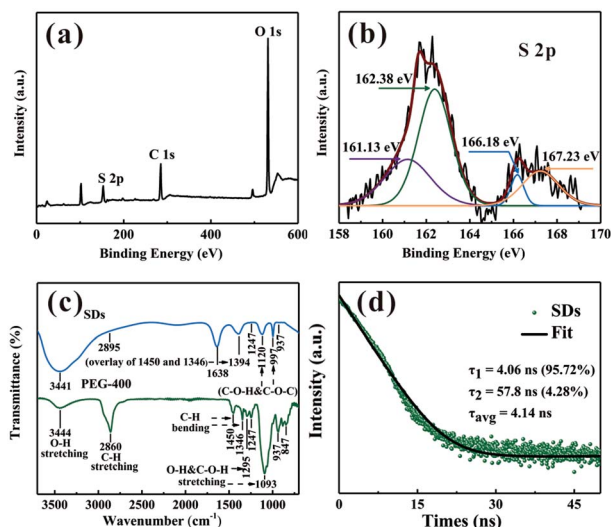 (a)
O 1s
C 1s
S 2p
Intensity (a.u.)
0 200 400 600
Binding Energy (eV)
(b)
S 2p
162.38 eV
161.13 eV
166.18 eV
167.23 eV
Intensity (a.u.)
158 160 162 164 166 168 170
Binding Energy (eV)
(c)
SDs
2895
(overlay of 1450 and 1346)
3441
1638
1394
1247
1120
997
937
(C-O-H&C-O-C)
PEG-400
3444
O-H
stretching
2860
C-H
stretching
C-H
bending
1450
1346
1295
1247
O-H&C-O-H
stretching
1093
937
847
Transmittance (%)
3500 3000 2500 2000 1500 1000
Wavenumber (cm-1)
(d)
SDs
Fit
τ1 = 4.06 ns (95.72%)
τ2 = 57.8 ns (4.28%)
τavg = 4.14 ns
Intensity (a.u.)
0 10 20 30 40 50
Times (ns)